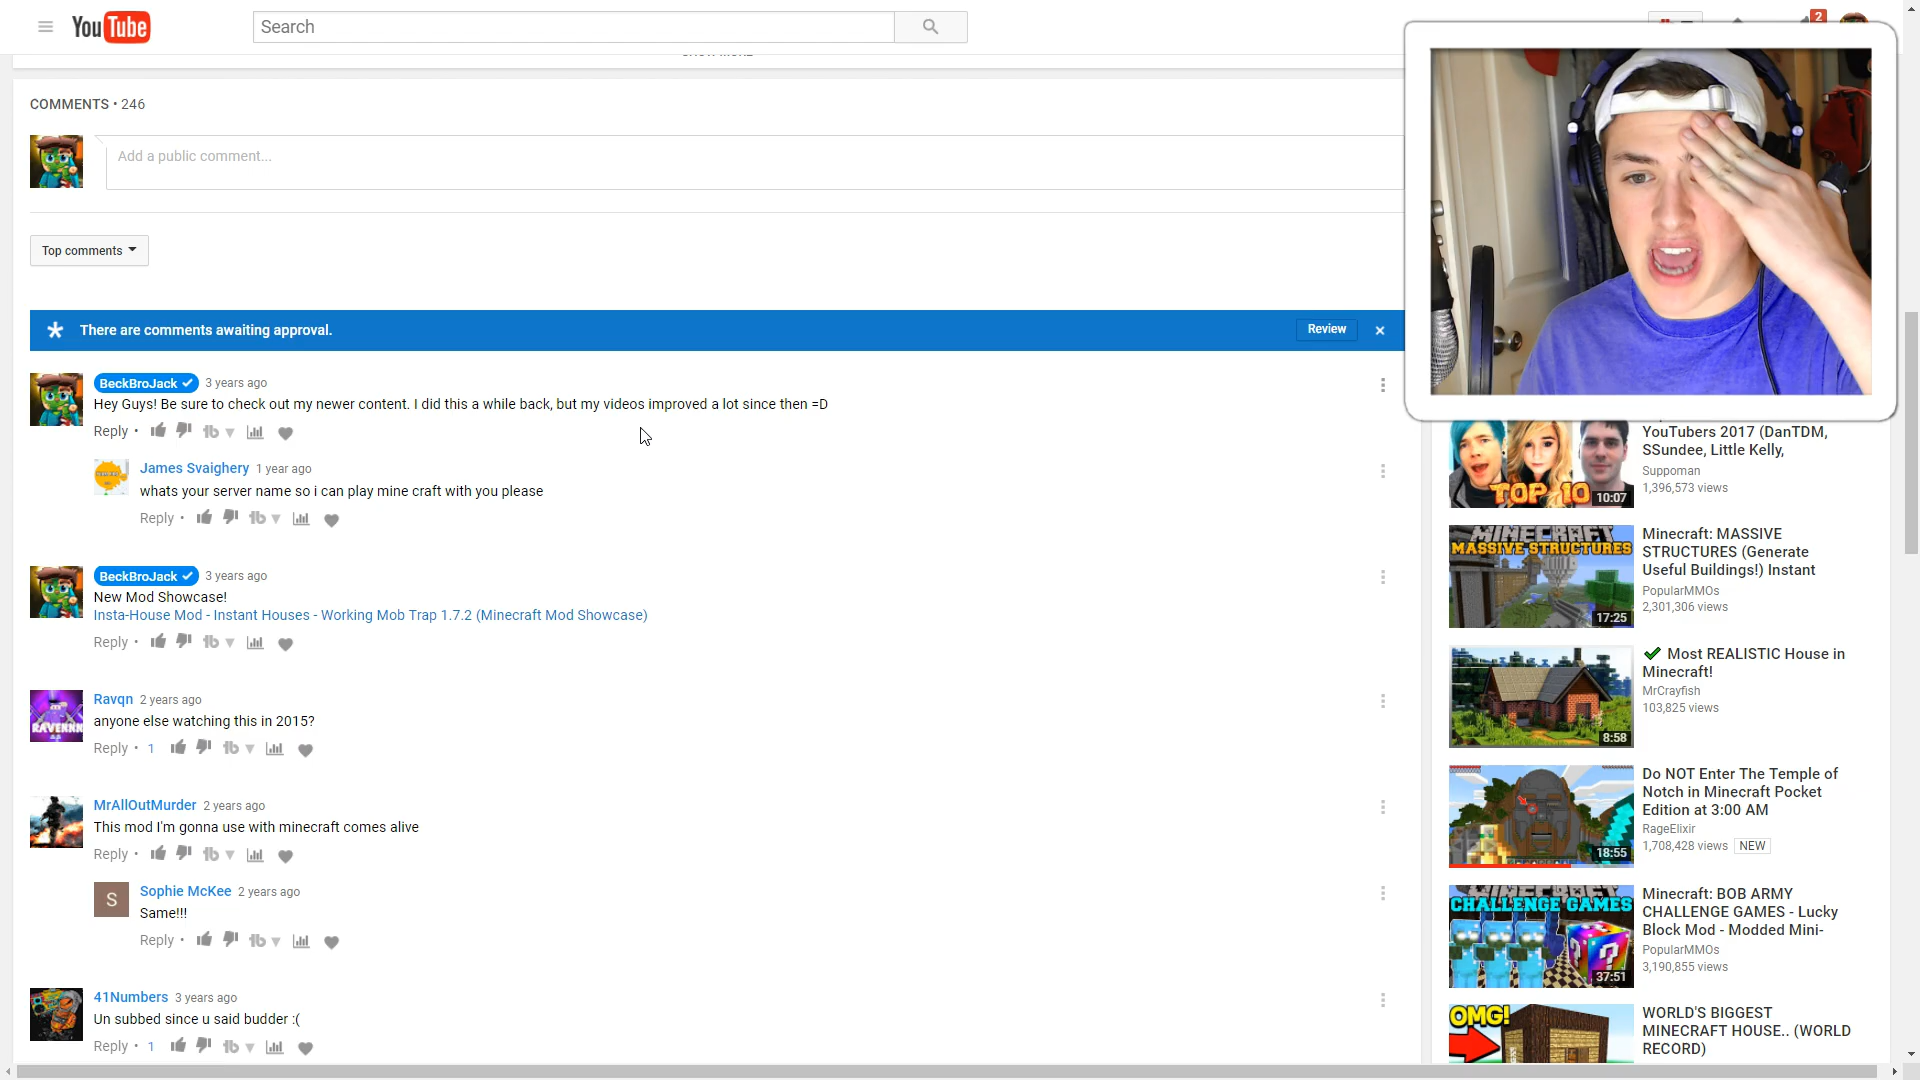 YouTube
Search
2
COMMENTS • 246
Add a public comment...
Top comments
There are comments awaiting approval.
Review
BeckBroJack 3 years ago
Hey Guys! Be sure to check out my newer content. I did this a while back, but my videos improved a lot since then =D
Reply •
James Svaighery 1 year ago
whats your server name so i can play mine craft with you please
Reply •
BeckBroJack 3 years ago
New Mod Showcase!
Insta-House Mod - Instant Houses - Working Mob Trap 1.7.2 (Minecraft Mod Showcase)
Reply •
Ravqn 2 years ago
anyone else watching this in 2015?
Reply • 1
MrAllOutMurder 2 years ago
This mod I'm gonna use with minecraft comes alive
Reply •
S
Sophie McKee 2 years ago
Same!!!
Reply •
41Numbers 3 years ago
Un subbed since u said budder :(
Reply • 1
TOP 10
10:07
YouTubers 2017 (DanTDM,
SSundee, Little Kelly,
Suppoman
1,396,573 views
MINECRAFT
MASSIVE STRUCTURES
17:25
Minecraft: MASSIVE
STRUCTURES (Generate
Useful Buildings!) Instant
PopularMMOs
2,301,306 views
8:58
Most REALISTIC House in
Minecraft!
MrCrayfish
103,825 views
18:55
Do NOT Enter The Temple of
Notch in Minecraft Pocket
Edition at 3:00 AM
RageElixir
1,708,428 views NEW
MINECRAFT
CHALLENGE GAMES
37:51
Minecraft: BOB ARMY
CHALLENGE GAMES - Lucky
Block Mod - Modded Mini-
PopularMMOs
3,190,855 views
OMG!
WORLD'S BIGGEST
MINECRAFT HOUSE.. (WORLD
RECORD)